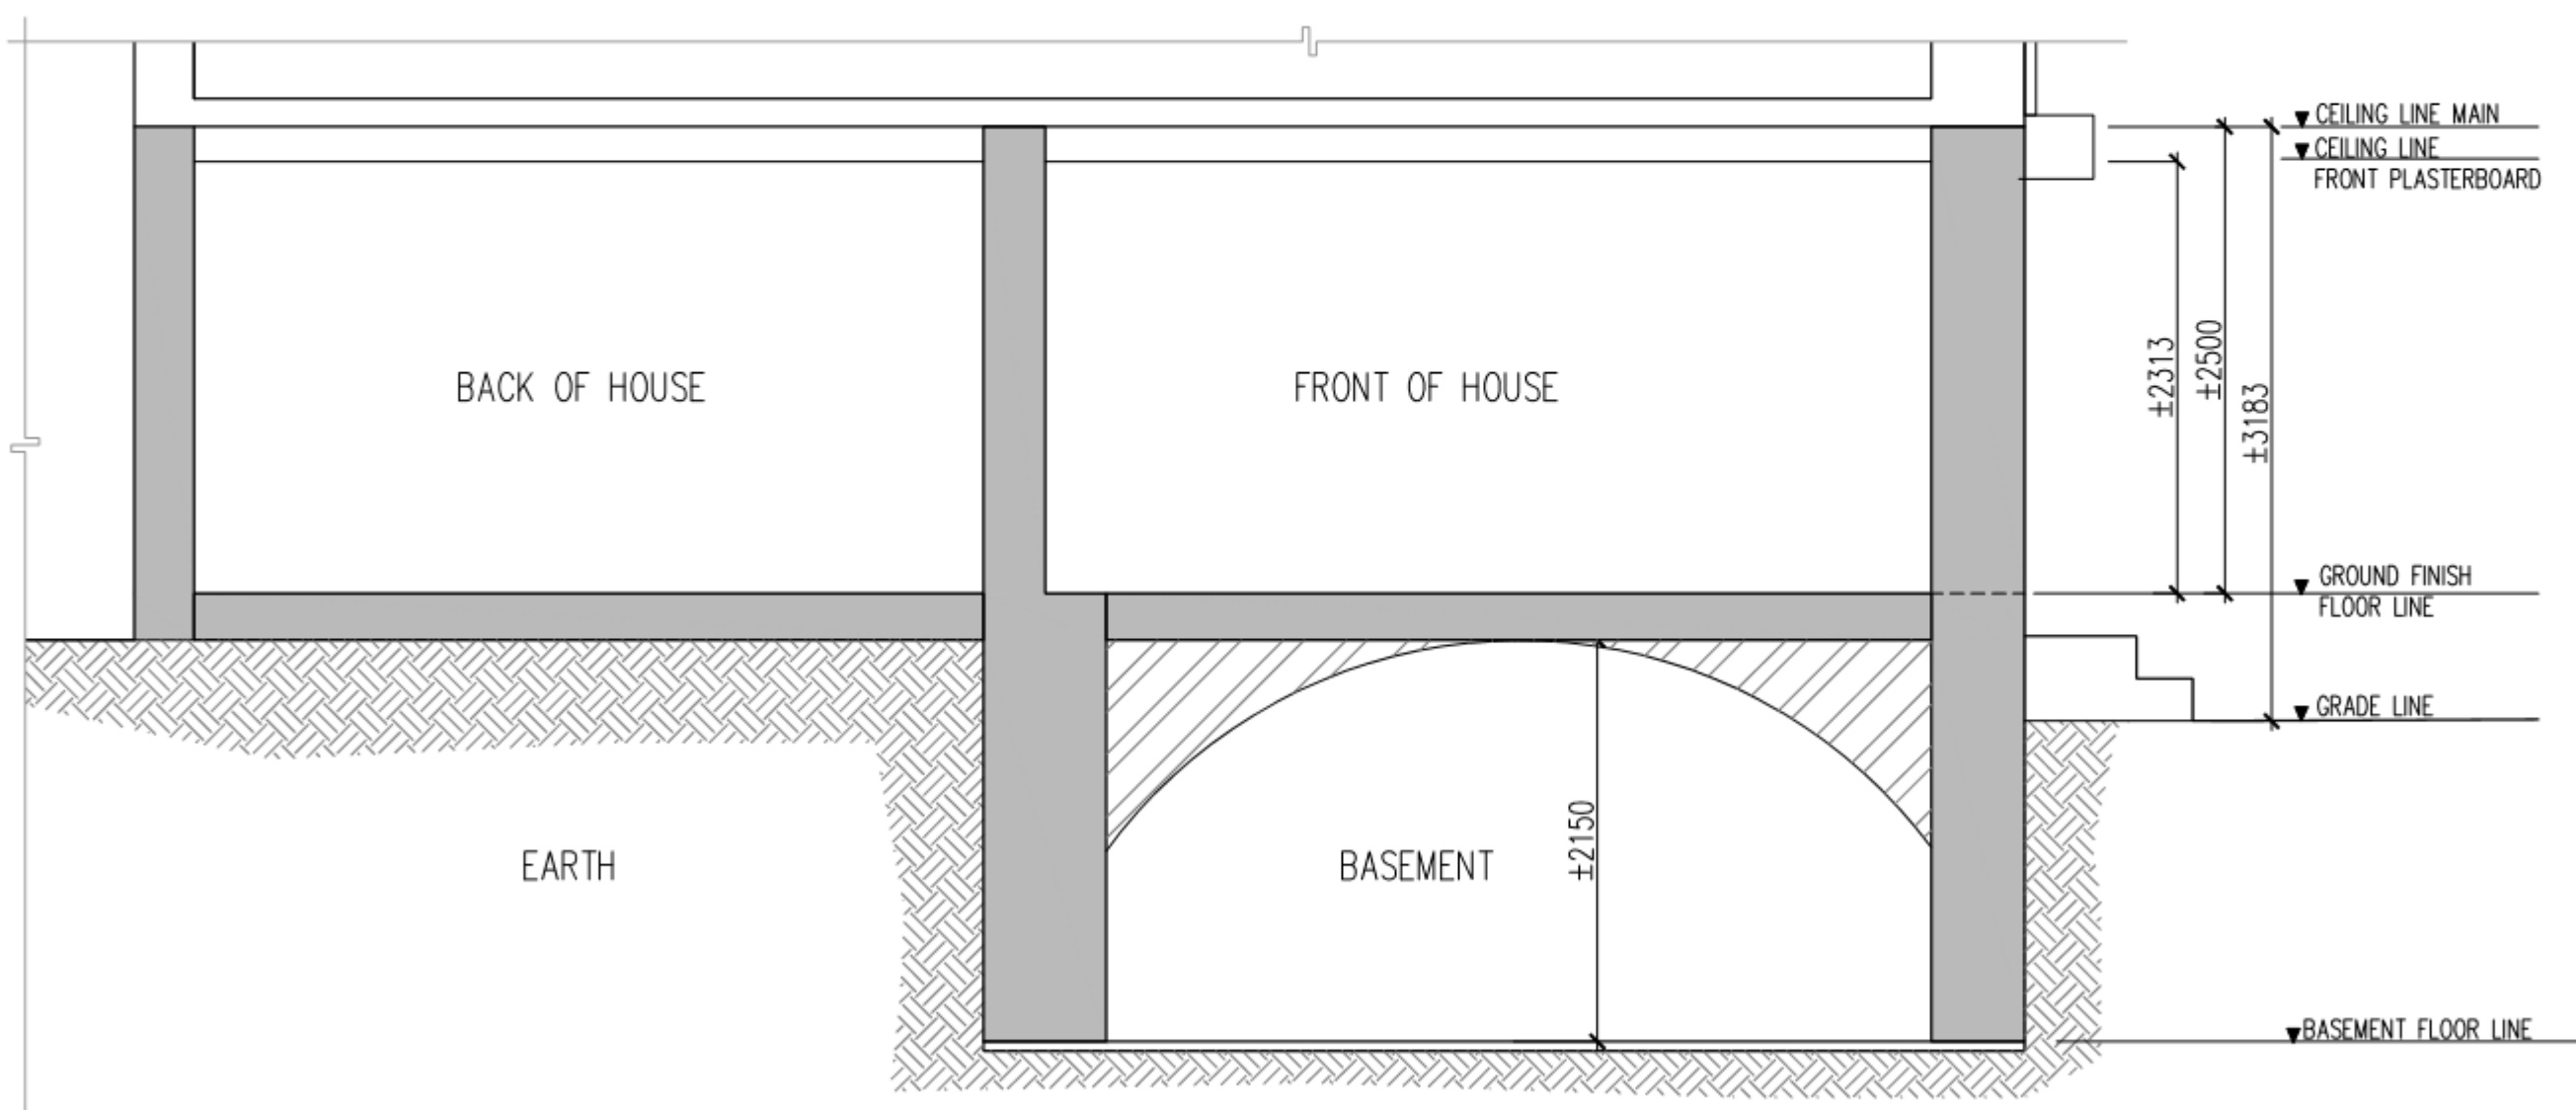 CEILING LINE MAIN
CEILING LINE
FRONT PLASTERBOARD
BACK OF HOUSE
FRONT OF HOUSE
±2313
±2500
±3183
GROUND FINISH
FLOOR LINE
GRADE LINE
EARTH
BASEMENT
±2150
BASEMENT FLOOR LINE